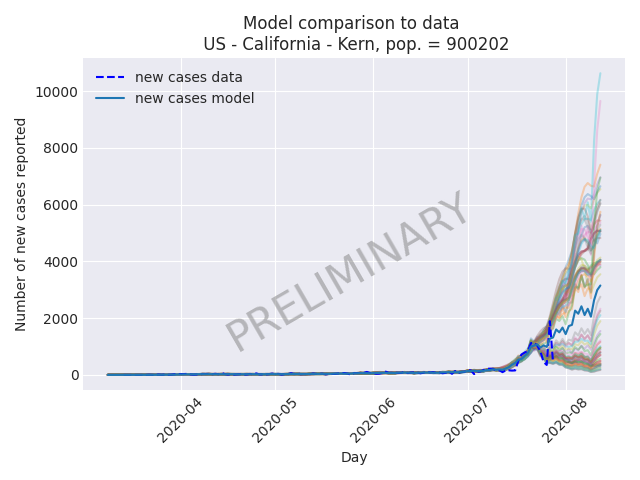 Model comparison to data
US - California - Kern, pop. = 900202
new cases data
new cases model
PRELIMINARY
Number of new cases reported
10000
8000
6000
4000
2000
0
2020-04
2020-05
2020-06
2020-07
2020-08
Day